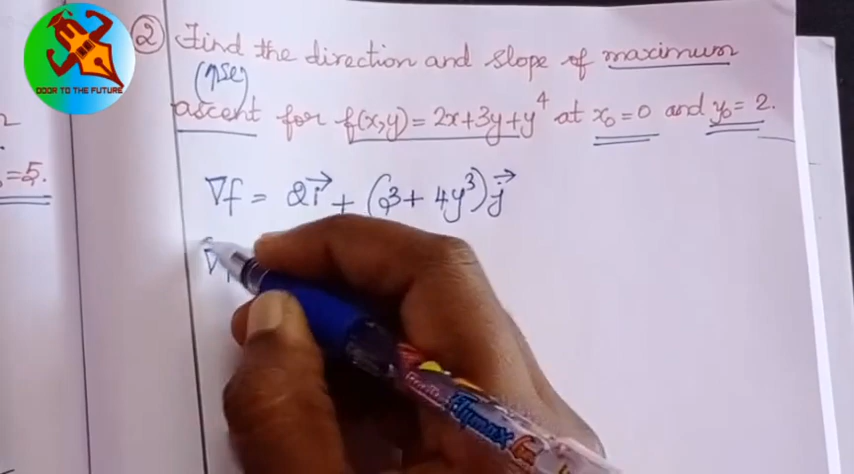 DOOR TO THE FUTURE
② Find the direction and slope of maximum
(rise)
ascent for f(x,y) = 2x+3y+y⁴ at x₀ = 0 and y₀ = 2.
=5.
∇f = 2i⃗ + (3 + 4y³)j⃗
∇